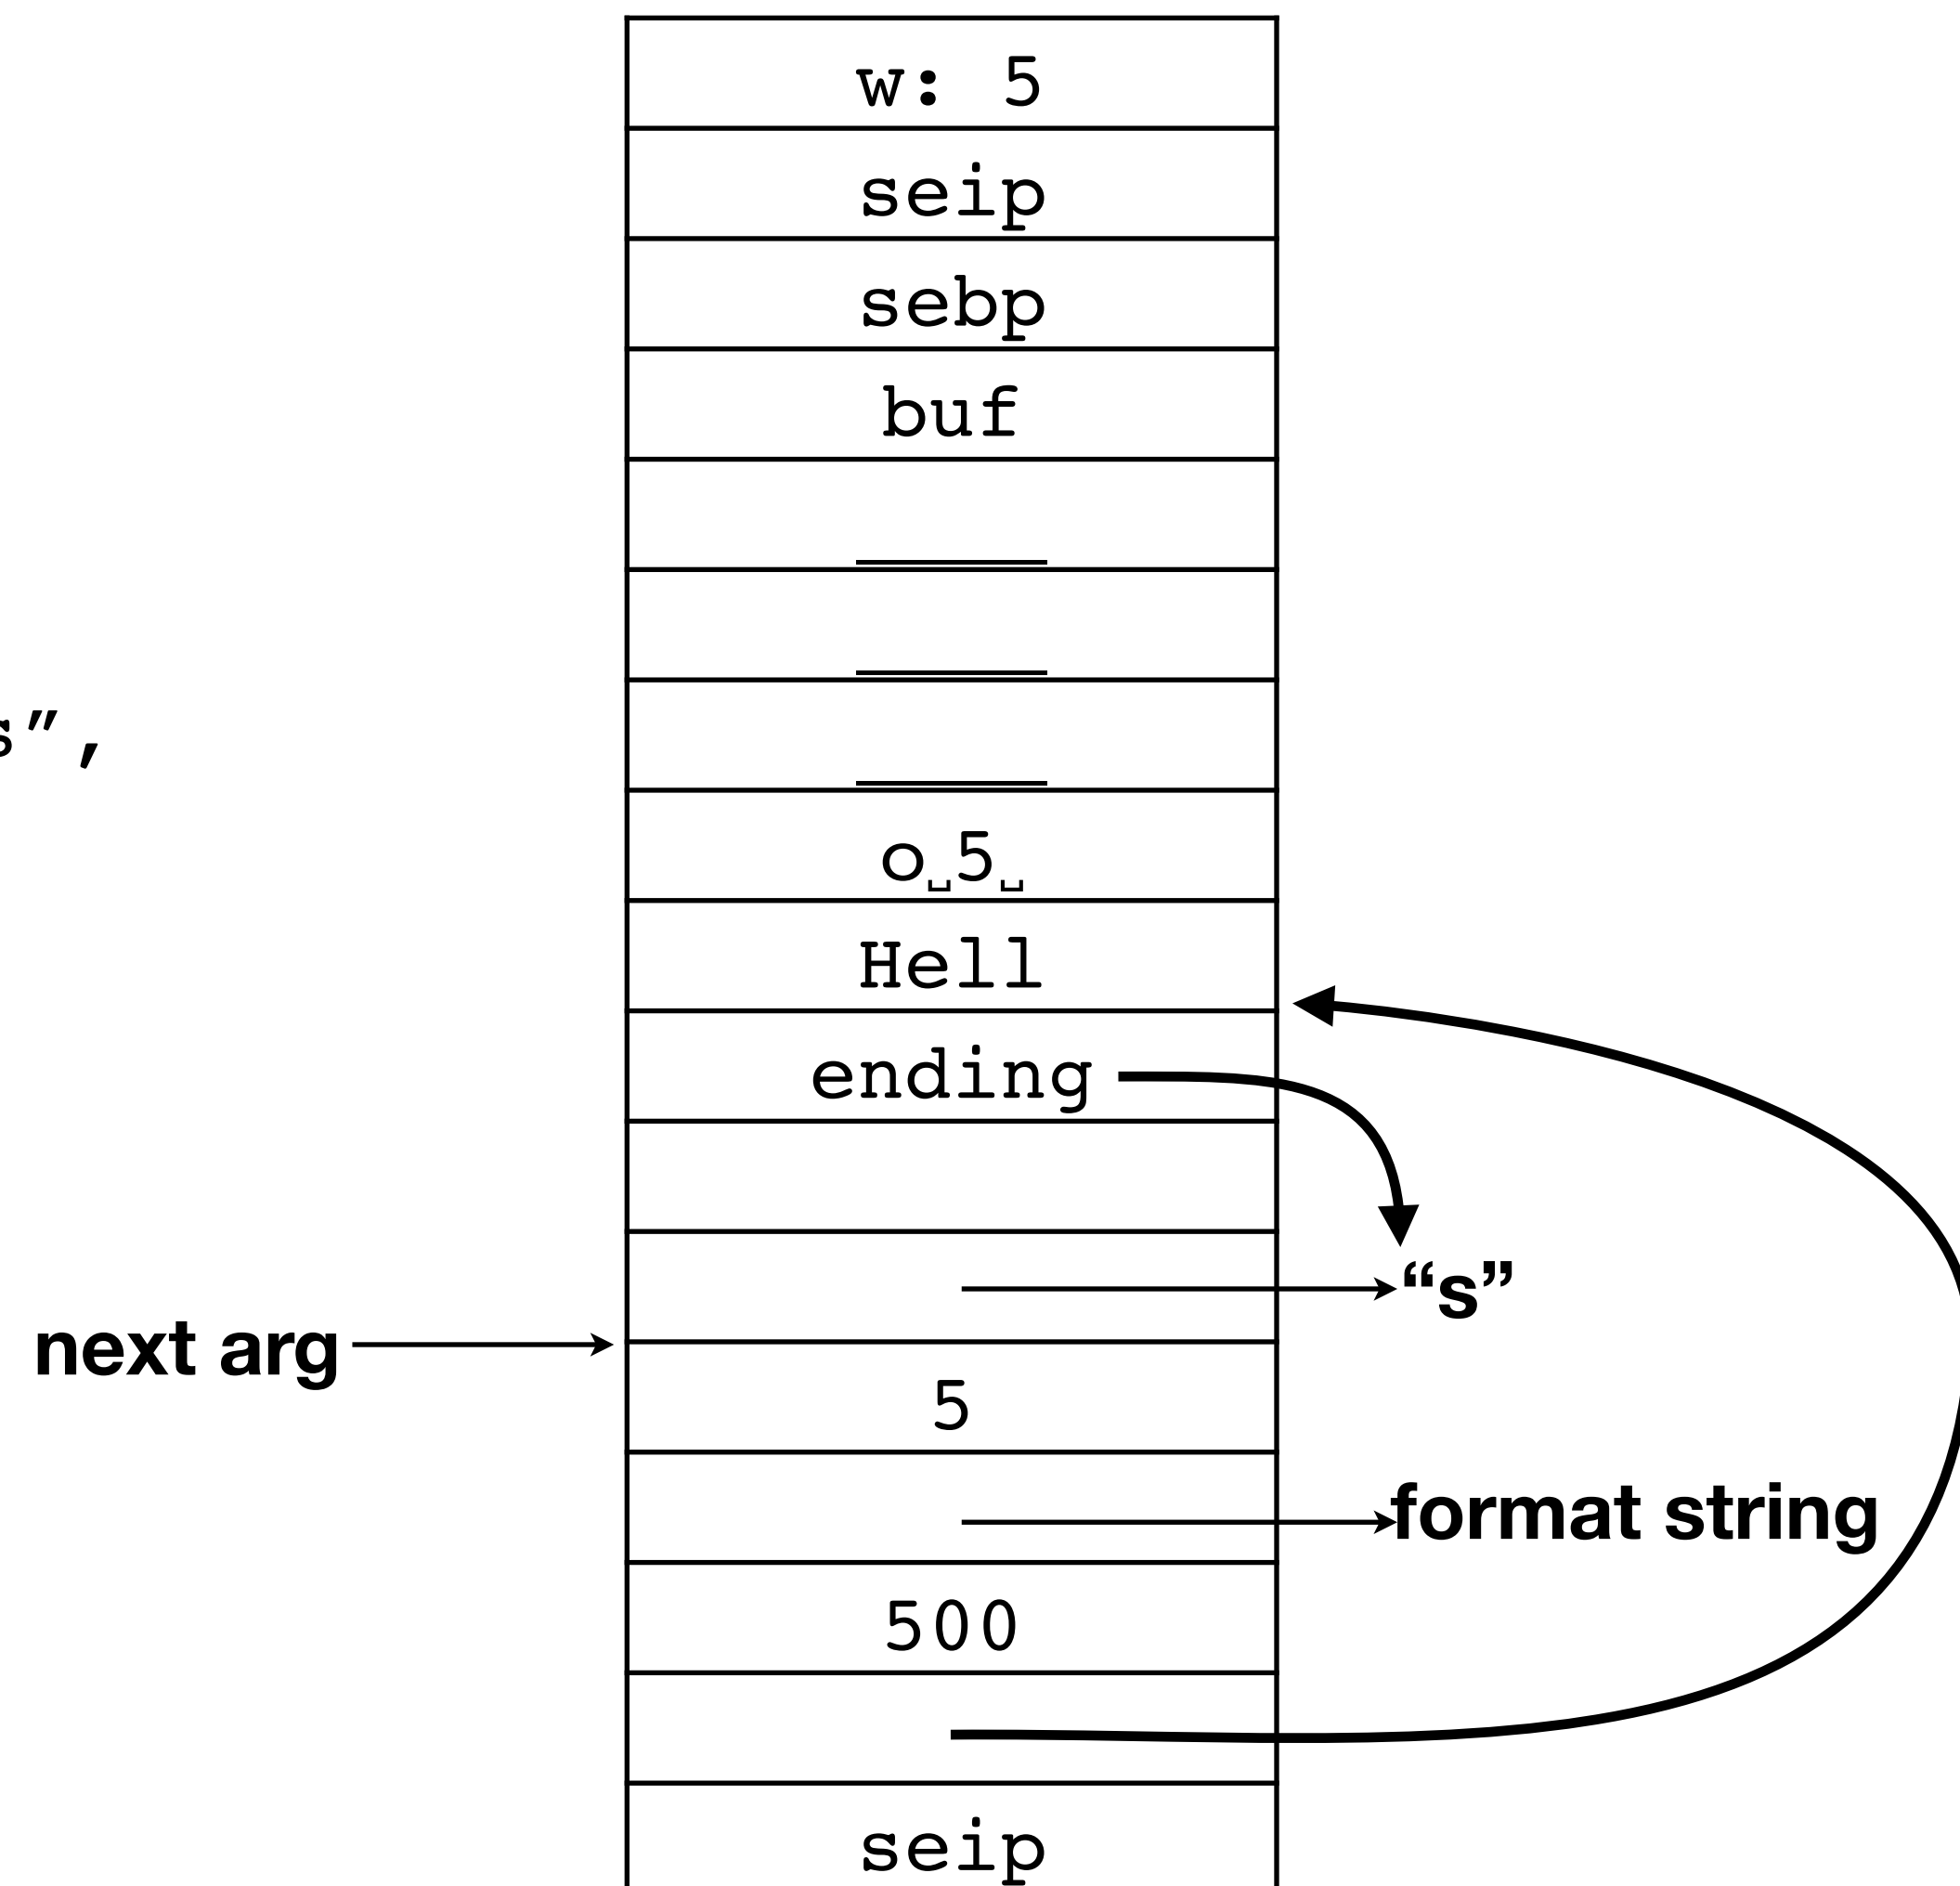 w: 5
seip
sebp
buf
s”,
o␣5␣
Hell
ending
“s”
next arg
5
format string
500
seip